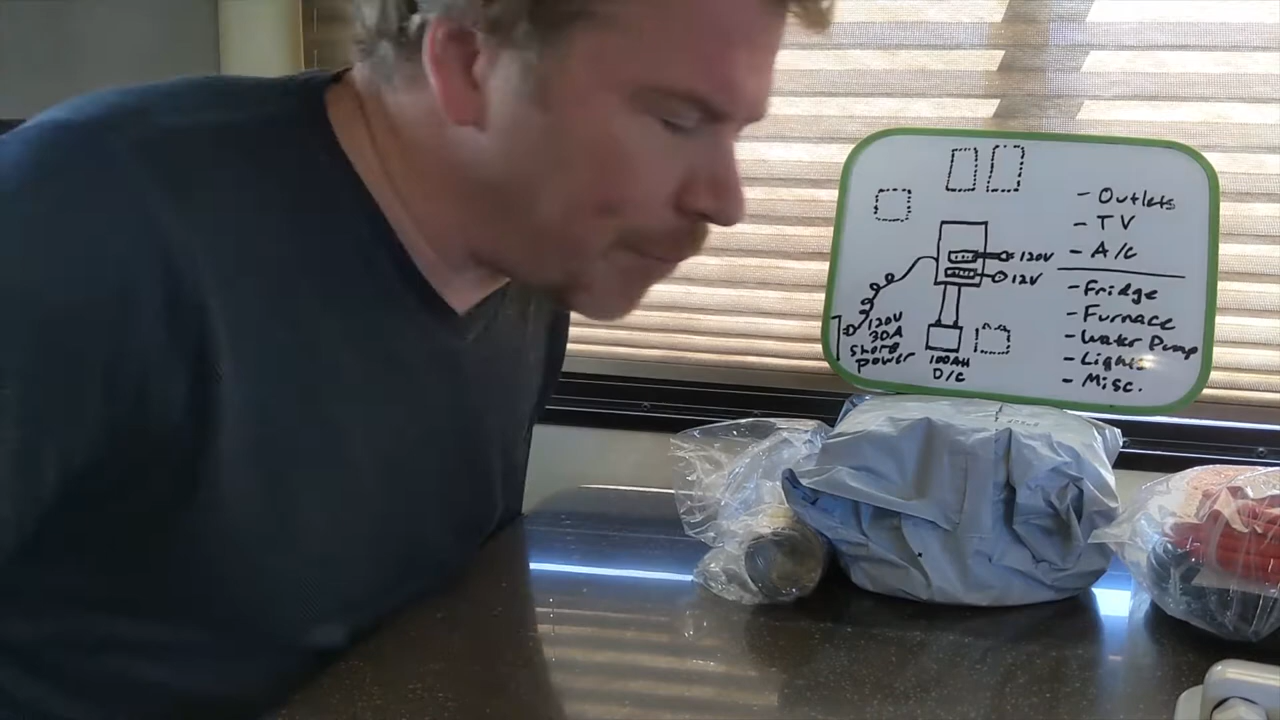 - Outlets
- TV
- A/C
120V
12V
- Fridge
- Furnace
- Water Pump
- Lights
- Misc.
120V
30A
Shore
power
100AH
D/C